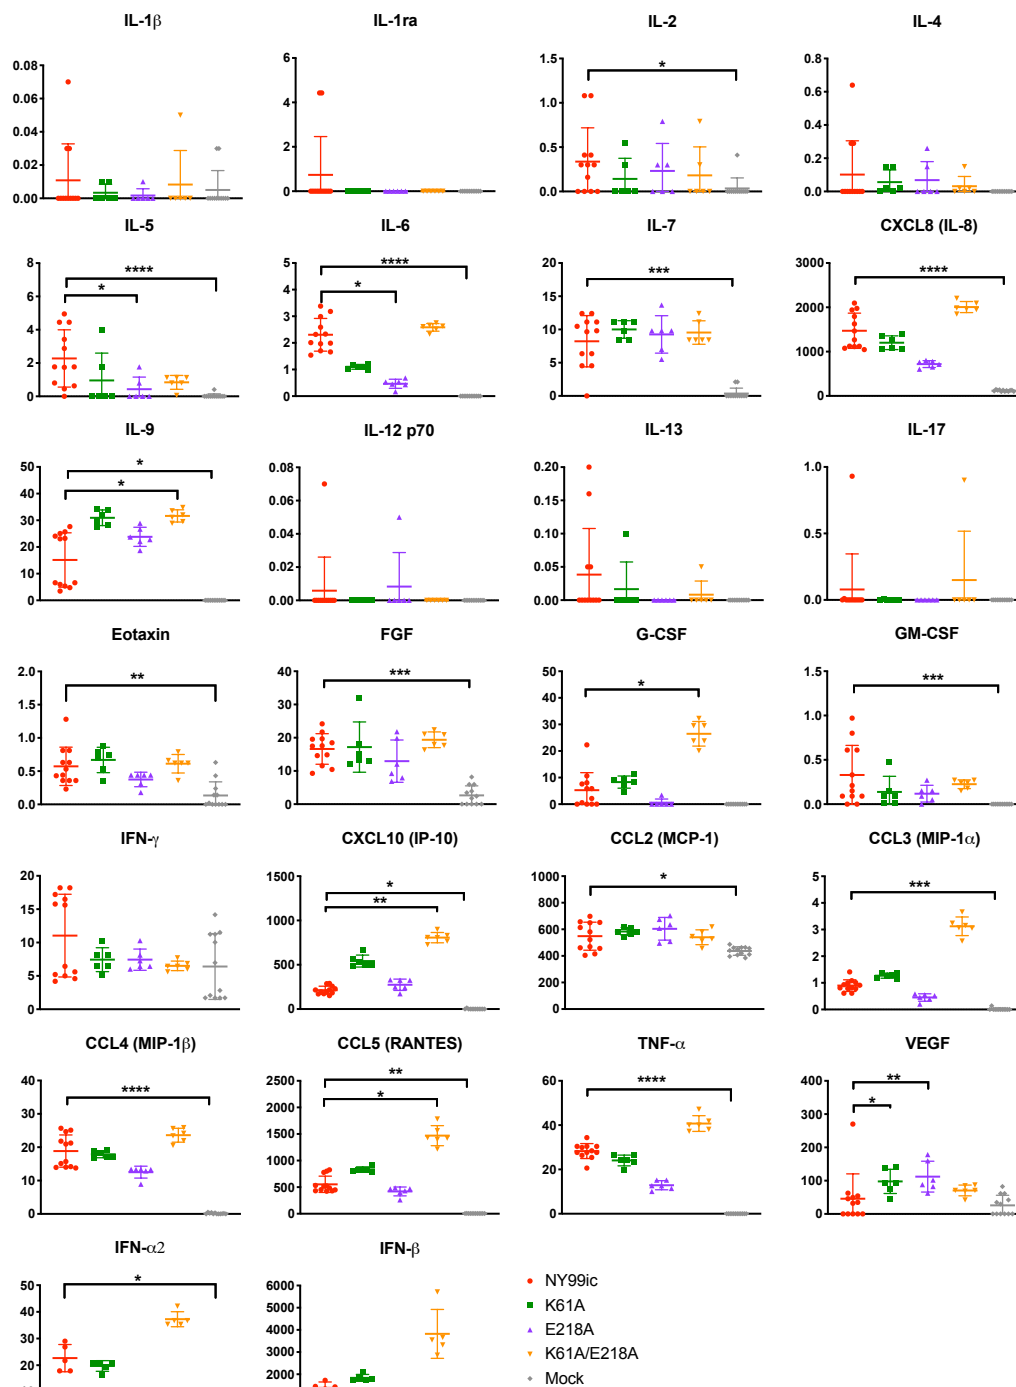 IL-1β IL-1ra IL-2 IL-4
0.08 0.06 0.04 0.02 0.00
6 4 2 0
1.5 1.0 0.5 0.0 *
0.8 0.6 0.4 0.2 0.0
IL-5 IL-6 IL-7 CXCL8 (IL-8)
8 6 4 2 0 **** *
5 4 3 2 1 0 **** *
20 15 10 5 0 ***
3000 2000 1000 0 ****
IL-9 IL-12 p70 IL-13 IL-17
50 40 30 20 10 0 * *
0.08 0.06 0.04 0.02 0.00
0.20 0.15 0.10 0.05 0.00
1.0 0.5 0.0
Eotaxin FGF G-CSF GM-CSF
2.0 1.5 1.0 0.5 0.0 **
40 30 20 10 0 ***
50 40 30 20 10 0 *
1.5 1.0 0.5 0.0 ***
IFN-γ CXCL10 (IP-10) CCL2 (MCP-1) CCL3 (MIP-1α)
20 15 10 5 0
1500 1000 500 0 * **
1000 800 600 400 200 0 *
5 4 3 2 1 0 ***
CCL4 (MIP-1β) CCL5 (RANTES) TNF-α VEGF
40 30 20 10 0 ****
2500 2000 1500 1000 500 0 ** *
60 40 20 0 ****
400 300 200 100 0 ** *
IFN-α2 IFN-β
50 40 30 20 *
6000 5000 4000 3000 2000
NY99ic
K61A
E218A
K61A/E218A
Mock